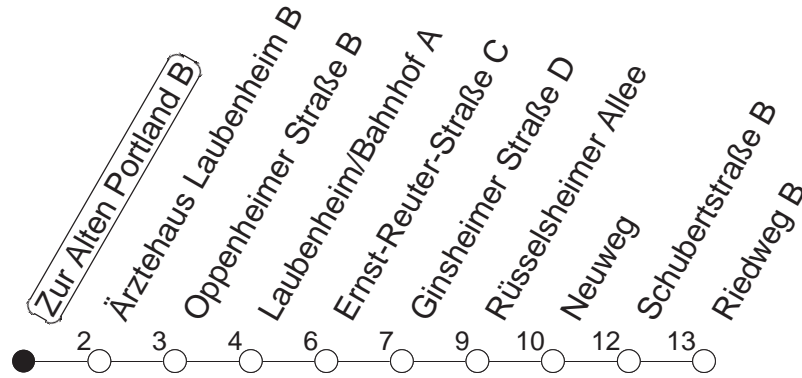 Zur Alten Portland B
Ärztehaus Laubenheim B
Oppenheimer Straße B
Laubenheim/Bahnhof A
Ernst-Reuter-Straße C
Ginsheimer Straße D
Rüsselsheimer Allee
Neuweg
Schubertstraße B
Riedweg B
2 3 4 6 7 9 10 12 13